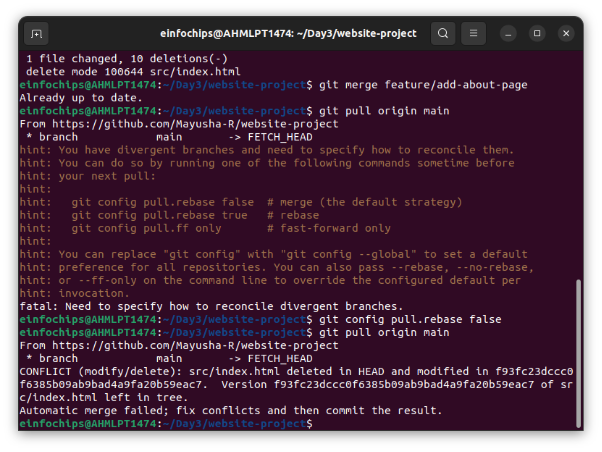 einfochips@AHMLPT1474: ~/Day3/website-project
1 file changed, 10 deletions(-)
delete mode 100644 src/index.html
einfochips@AHMLPT1474:~/Day3/website-project$ git merge feature/add-about-page
Already up to date.
einfochips@AHMLPT1474:~/Day3/website-project$ git pull origin main
From https://github.com/Mayusha-R/website-project
* branch            main       -> FETCH_HEAD
hint: You have divergent branches and need to specify how to reconcile them.
hint: You can do so by running one of the following commands sometime before
hint: your next pull:
hint:
hint:   git config pull.rebase false  # merge (the default strategy)
hint:   git config pull.rebase true   # rebase
hint:   git config pull.ff only       # fast-forward only
hint:
hint: You can replace "git config" with "git config --global" to set a default
hint: preference for all repositories. You can also pass --rebase, --no-rebase,
hint: or --ff-only on the command line to override the configured default per
hint: invocation.
fatal: Need to specify how to reconcile divergent branches.
einfochips@AHMLPT1474:~/Day3/website-project$ git config pull.rebase false
einfochips@AHMLPT1474:~/Day3/website-project$ git pull origin main
From https://github.com/Mayusha-R/website-project
* branch            main       -> FETCH_HEAD
CONFLICT (modify/delete): src/index.html deleted in HEAD and modified in f93fc23dccc0
f6385b09ab9bad4a9fa20b59eac7.  Version f93fc23dccc0f6385b09ab9bad4a9fa20b59eac7 of sr
c/index.html left in tree.
Automatic merge failed; fix conflicts and then commit the result.
einfochips@AHMLPT1474:~/Day3/website-project$